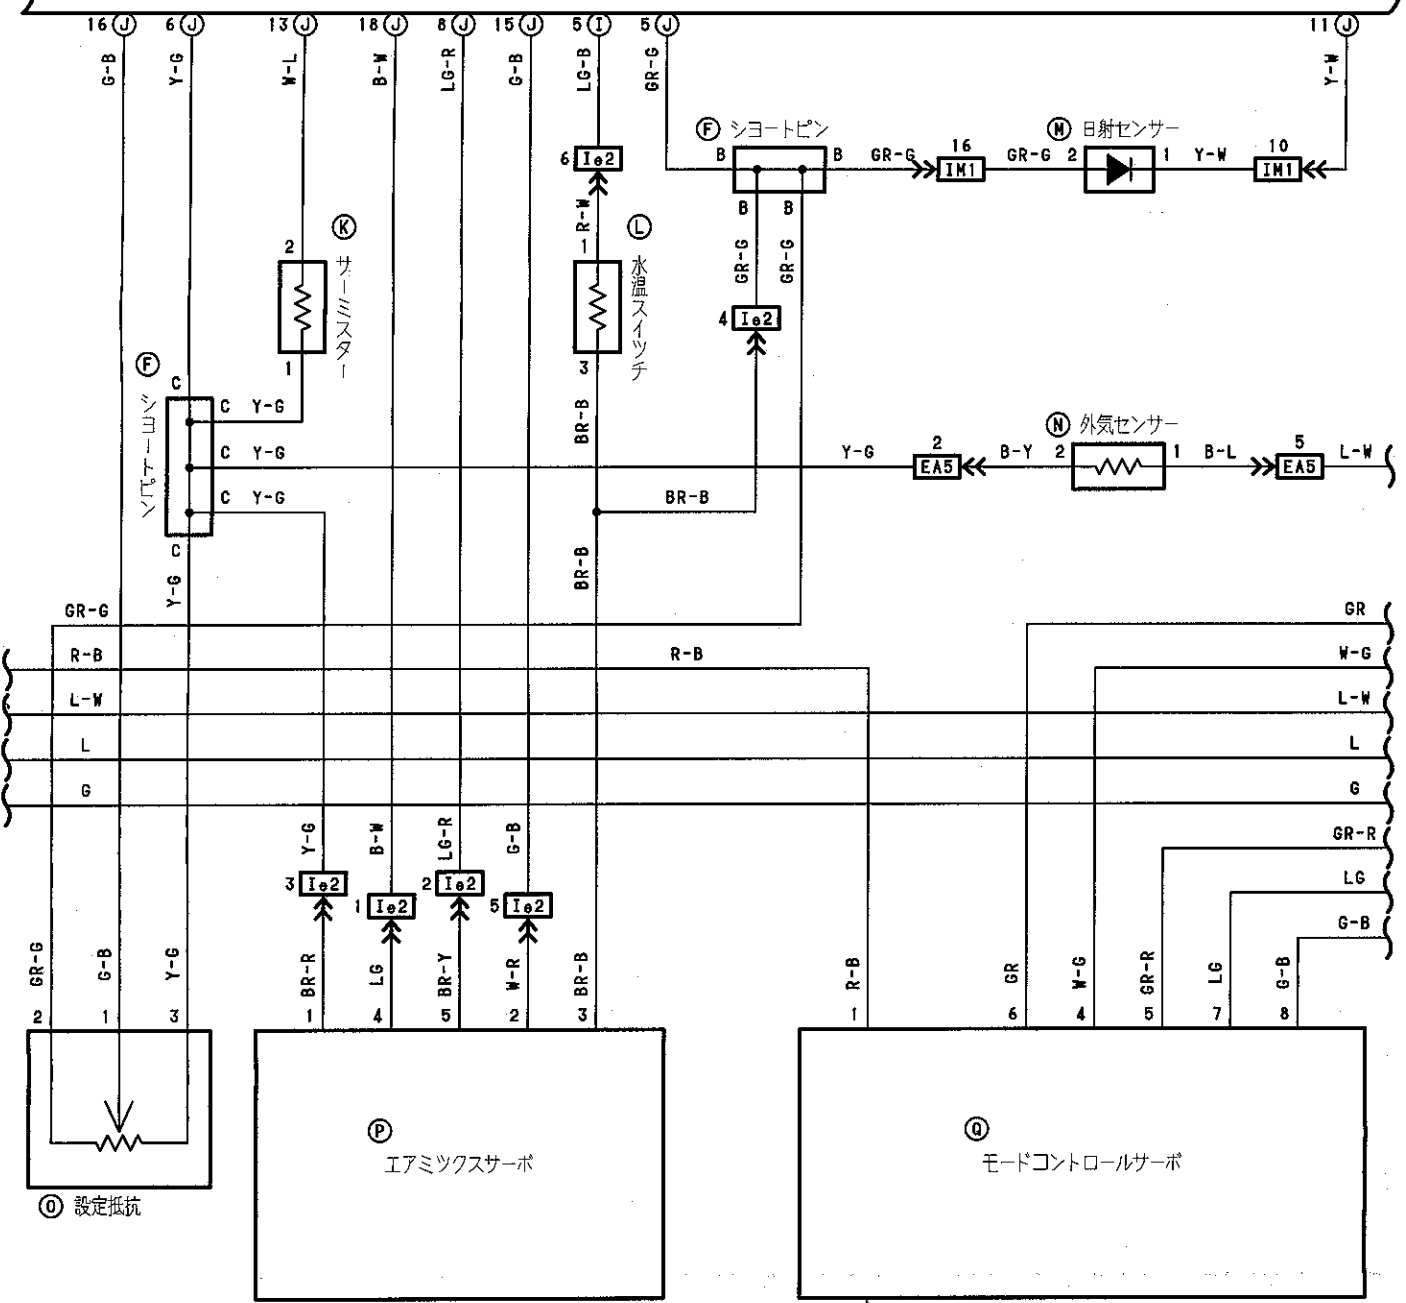 16 J 6 J 13 J 18 J 8 J 15 J 5 I 5 J 11 J
G-B Y-G W-L B-W LG-R G-B LG-B GR-G Y-W
F シヨートピン
M 日射センサー
B B GR-G 16 IM1 GR-G 2 1 Y-W 10 IM1
6 Ie2
R-W
B B
GR-G GR-G
K サーミスター
2
1
L 水温スイツチ
1
3
4 Ie2
F シヨートピン
C
C Y-G
C Y-G
C Y-G
C
Y-G
BR-B
BR-B
BR-B
N 外気センサー
Y-G 2 EA5 B-Y 2 1 B-L 5 EA5 L-W
GR-G GR
R-B R-B W-G
L-W L-W
L L
G G
GR-R
LG
G-B
Y-G B-W LG-R G-B
3 Ie2 1 Ie2 2 Ie2 5 Ie2
GR-G G-B Y-G BR-R LG BR-Y W-R BR-B R-B GR W-G GR-R LG G-B
2 1 3 1 4 5 2 3 1 6 4 5 7 8
P
エアミツクスサーボ
Q
モードコントロールサーボ
O 設定抵抗